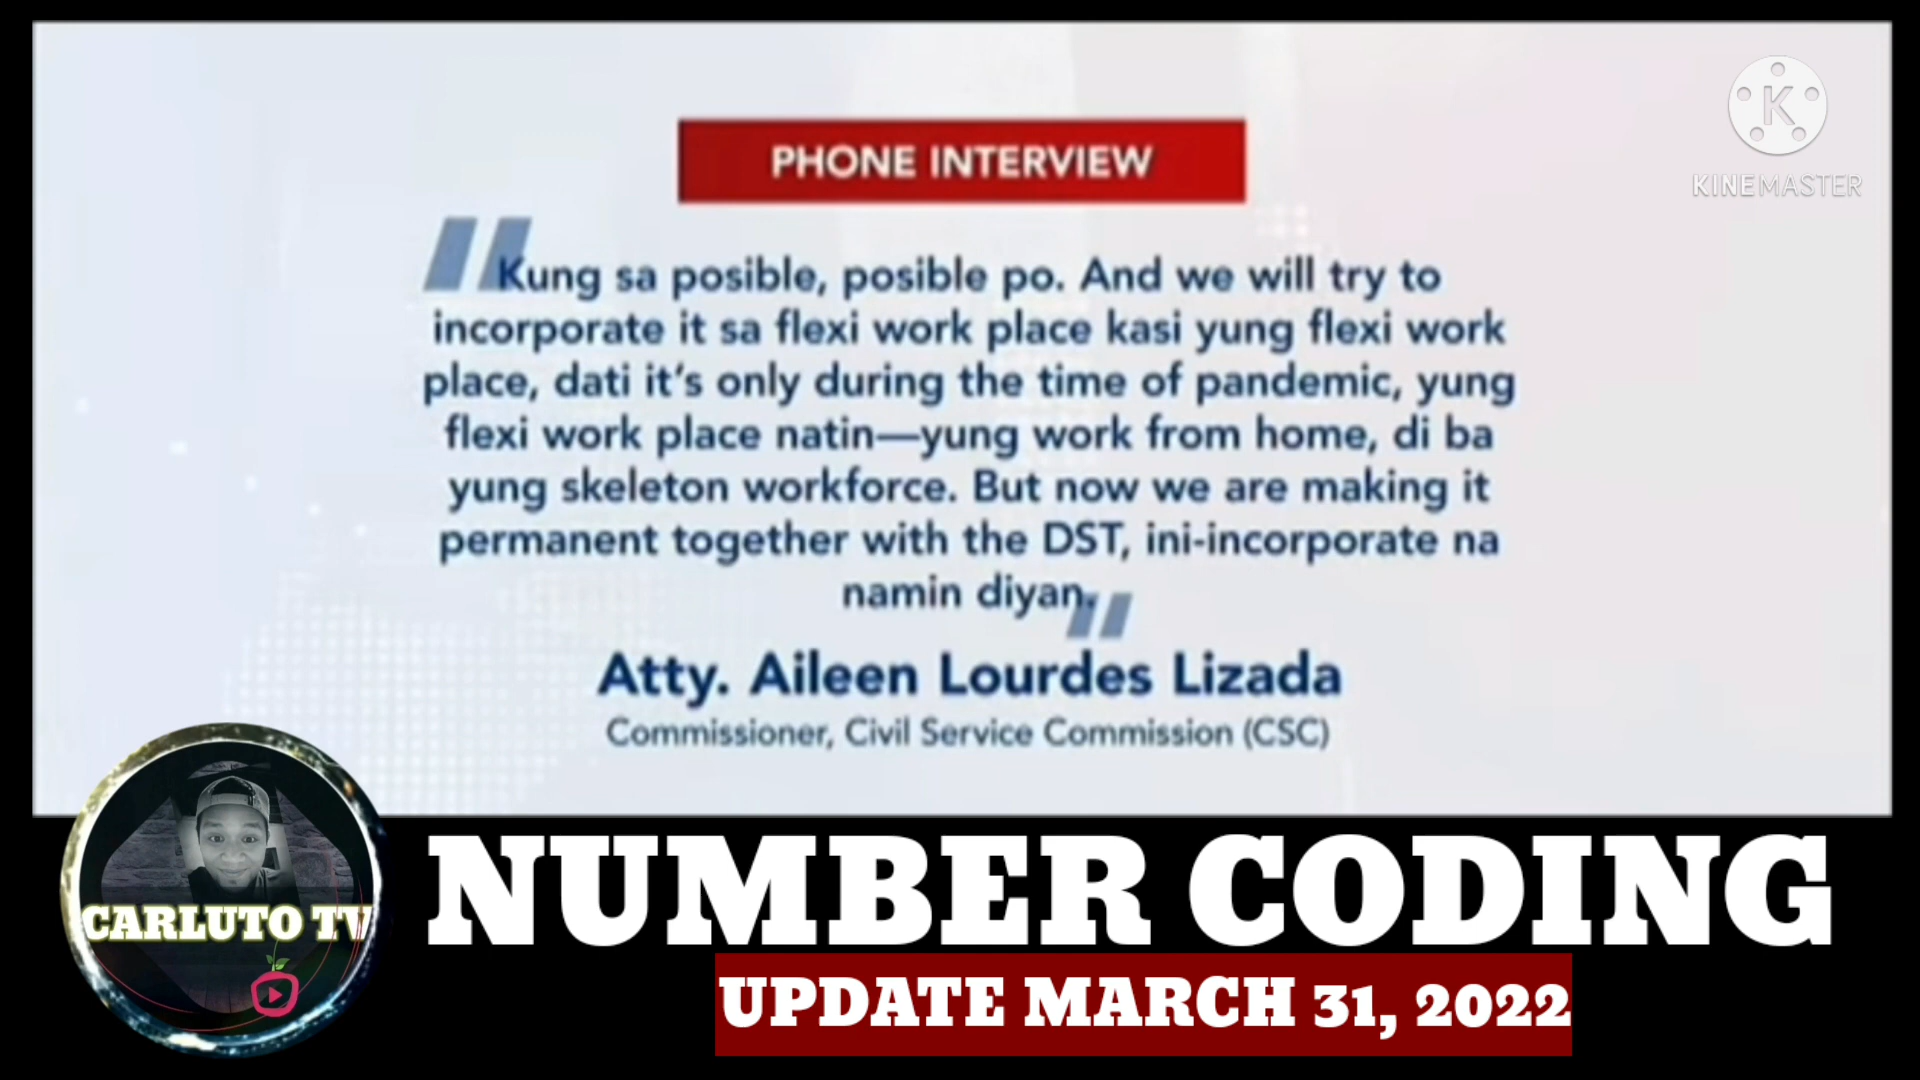 PHONE INTERVIEW
K
KINEMASTER
"Kung sa posible, posible po. And we will try to
incorporate it sa flexi work place kasi yung flexi work
place, dati it's only during the time of pandemic, yung
flexi work place natin—yung work from home, di ba
yung skeleton workforce. But now we are making it
permanent together with the DST, ini-incorporate na
namin diyan."
Atty. Aileen Lourdes Lizada
Commissioner, Civil Service Commission (CSC)
CARLUTO TV
NUMBER CODING
UPDATE MARCH 31, 2022